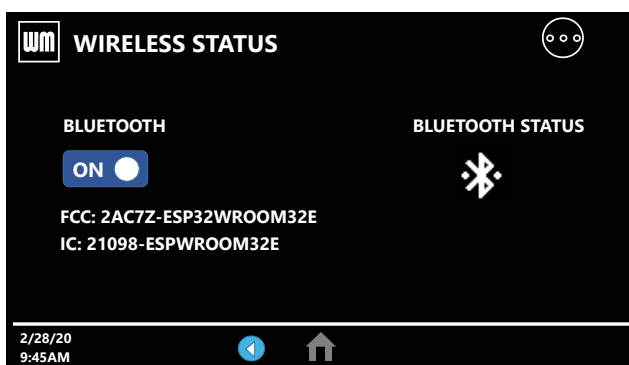 WM WIRELESS STATUS
BLUETOOTH
BLUETOOTH STATUS
ON
FCC: 2AC7Z-ESP32WROOM32E
IC: 21098-ESPWROOM32E
2/28/20
9:45AM